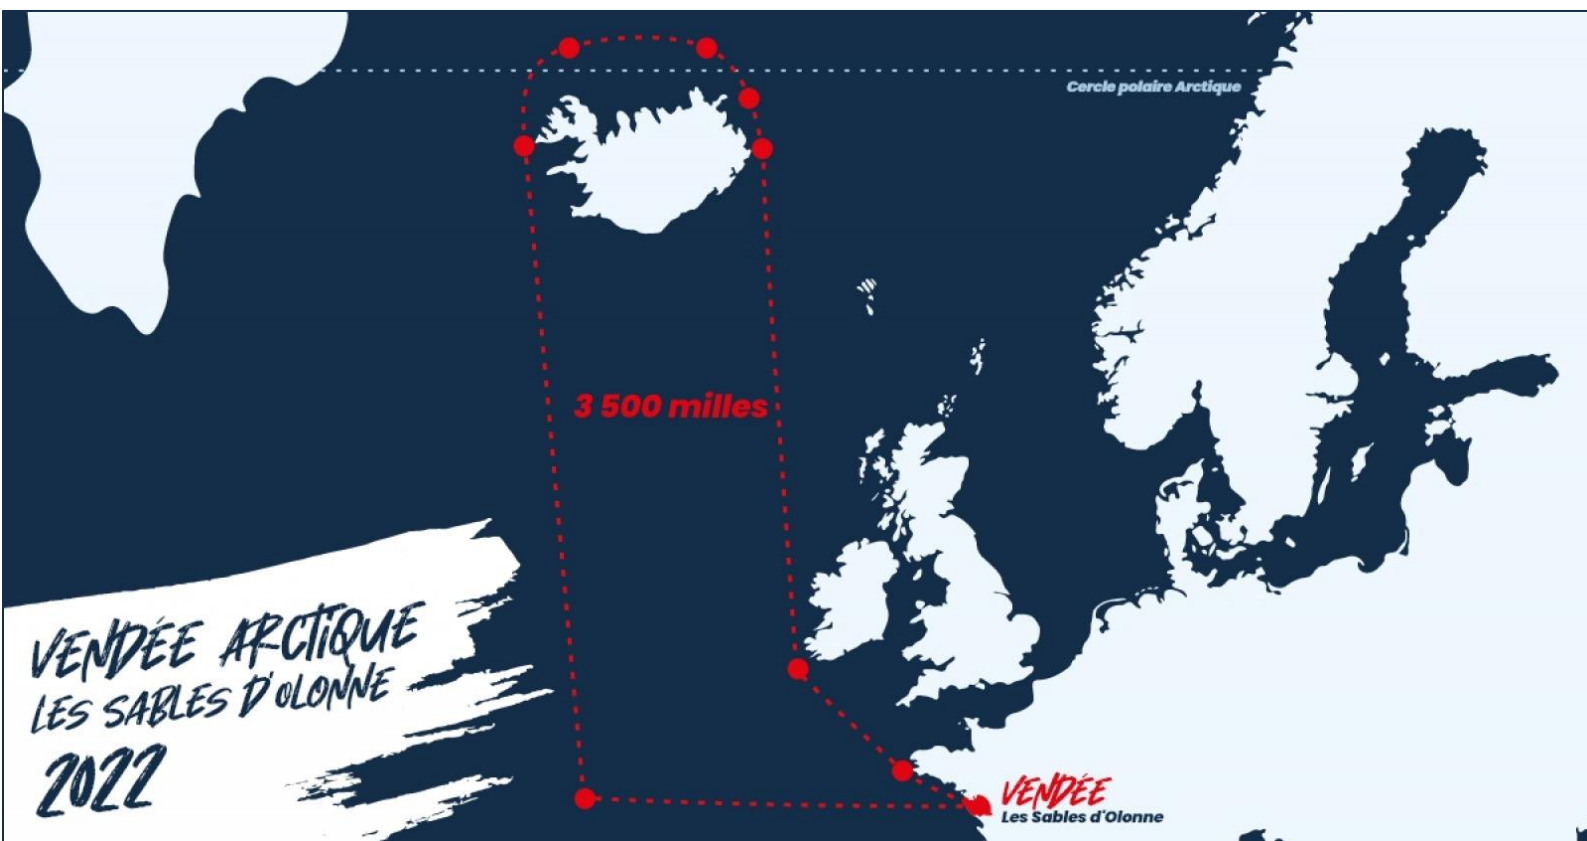 Cercle polaire Arctique
3 500 milles
VENDÉE ARCTIQUE
LES SABLES D'OLONNE
2022
VENDÉE
Les Sables d'Olonne